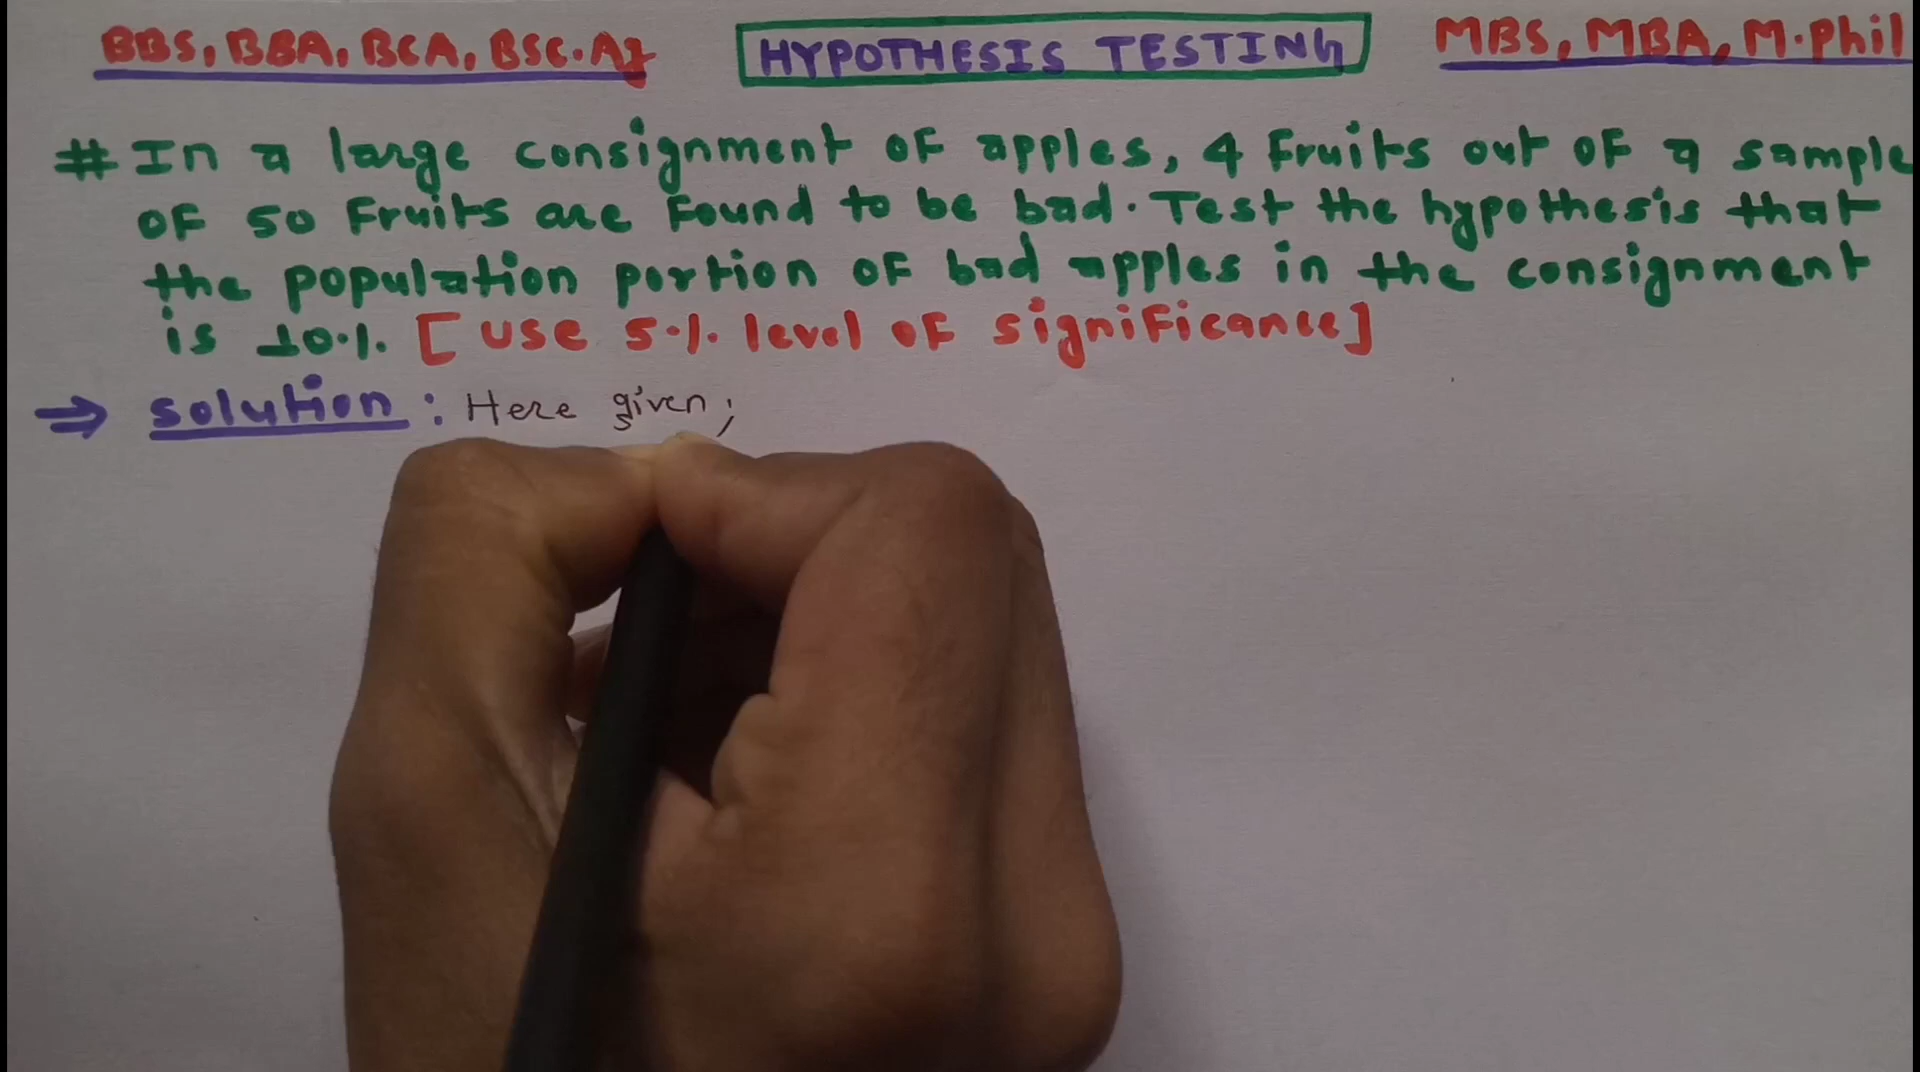 BBS, BBA, BCA, BSC.Ag
HYPOTHESIS TESTING
MBS, MBA, M.Phil
# In a large consignment of apples, 4 fruits out of a sample
of 50 fruits are found to be bad. Test the hypothesis that
the population portion of bad apples in the consignment
is 10%. [use 5% level of significance]
⇒ solution: Here given;